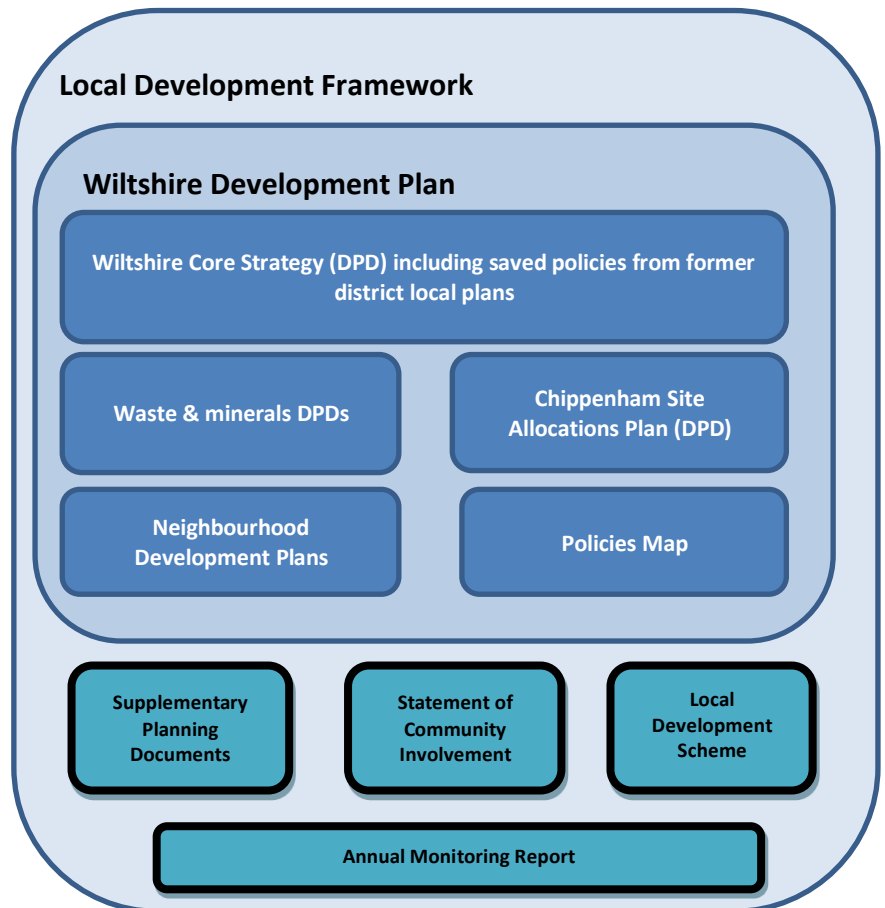 Local Development Framework
Wiltshire Development Plan
Wiltshire Core Strategy (DPD) including saved policies from former
district local plans
Waste & minerals DPDs
Chippenham Site
Allocations Plan (DPD)
Neighbourhood
Development Plans
Policies Map
Supplementary
Planning
Documents
Statement of
Community
Involvement
Local
Development
Scheme
Annual Monitoring Report